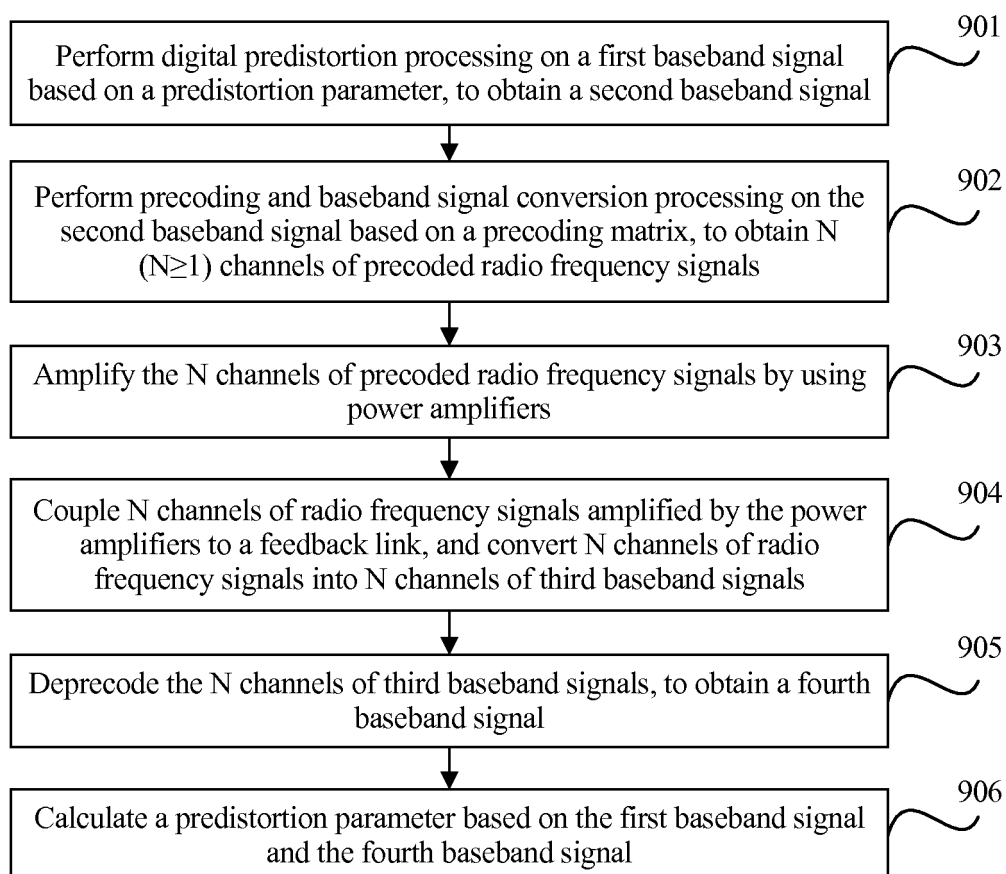 901
Perform digital predistortion processing on a first baseband signal
based on a predistortion parameter, to obtain a second baseband signal
902
Perform precoding and baseband signal conversion processing on the
second baseband signal based on a precoding matrix, to obtain N
(N≥1) channels of precoded radio frequency signals
903
Amplify the N channels of precoded radio frequency signals by using
power amplifiers
904
Couple N channels of radio frequency signals amplified by the power
amplifiers to a feedback link, and convert N channels of radio
frequency signals into N channels of third baseband signals
905
Deprecode the N channels of third baseband signals, to obtain a fourth
baseband signal
906
Calculate a predistortion parameter based on the first baseband signal
and the fourth baseband signal